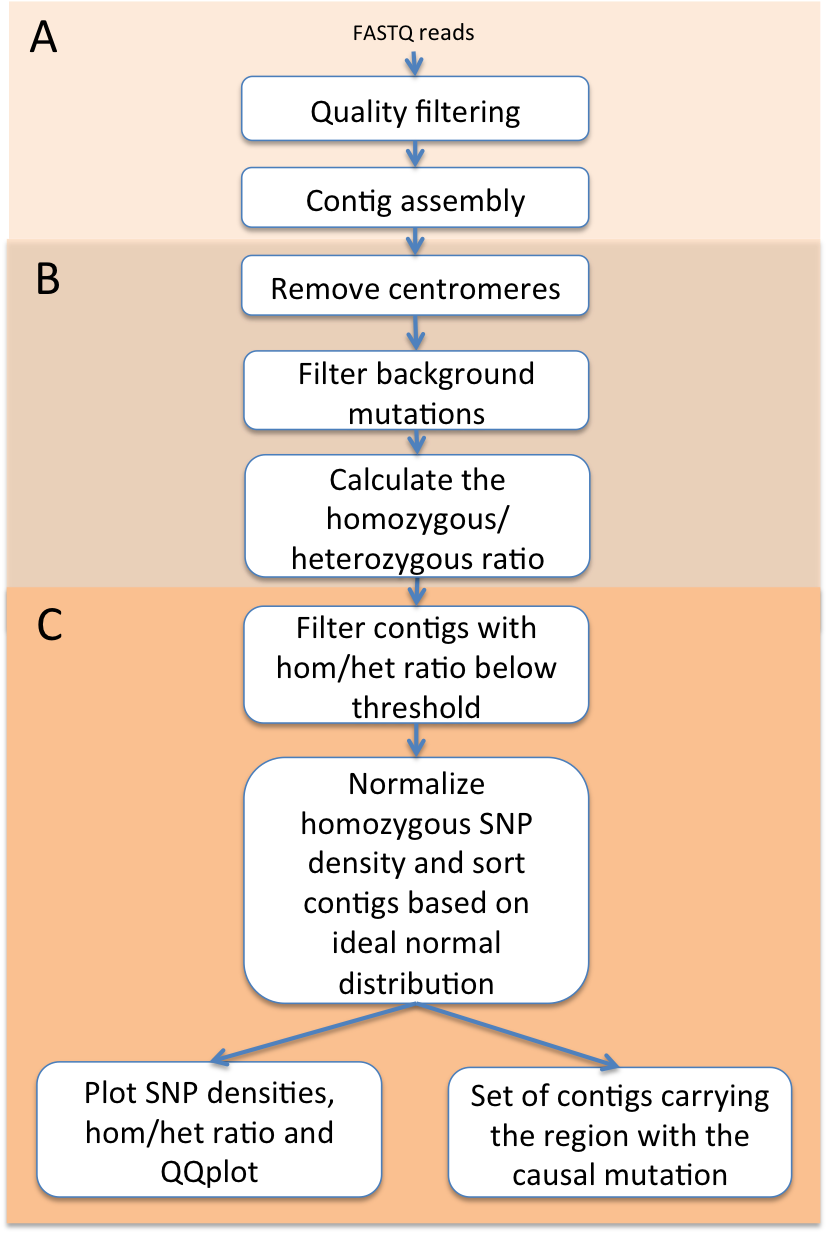 A
FASTQ reads
Quality filtering
Contig assembly
B
Remove centromeres
Filter background
mutations
Calculate the
homozygous/
heterozygous ratio
C
Filter contigs with
hom/het ratio below
threshold
Normalize
homozygous SNP
density and sort
contigs based on
ideal normal
distribution
Plot SNP densities,
hom/het ratio and
QQplot
Set of contigs carrying
the region with the
causal mutation